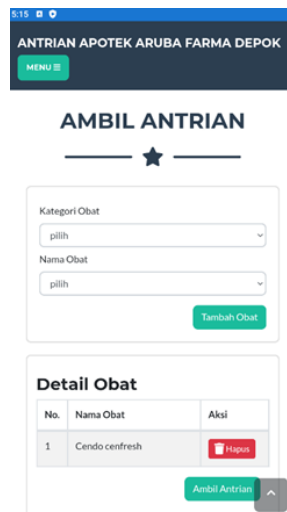 5:15
ANTRIAN APOTEK ARUBA FARMA DEPOK
MENU
AMBIL ANTRIAN
Kategori Obat
pilih
Nama Obat
pilih
Tambah Obat
Detail Obat
No. Nama Obat Aksi
1 Cendo cenfresh Hapus
Ambil Antrian